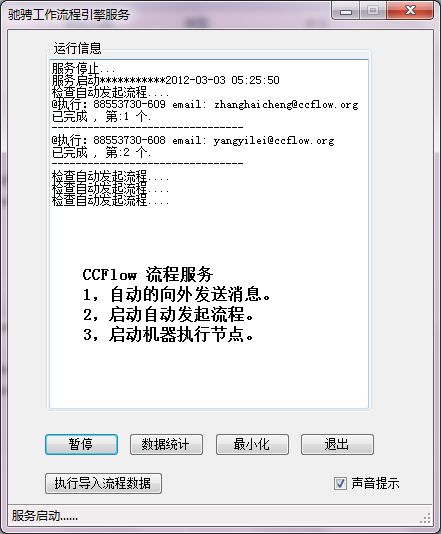 驰骋工作流程引擎服务
运行信息
服务停止...
服务启动***********2012-03-03 05:25:50
检查自动发起流程....
@执行：88553730-609 email: zhanghaicheng@ccflow.org
已完成 , 第:1 个.
------------------------------
@执行：88553730-608 email: yangyilei@ccflow.org
已完成 , 第:2 个.
------------------------------
检查自动发起流程....
检查自动发起流程....
检查自动发起流程....
CCFlow 流程服务
1，自动的向外发送消息。
2，启动自动发起流程。
3，启动机器执行节点。
暂停 数据统计 最小化 退出
执行导入流程数据 声音提示
服务启动......